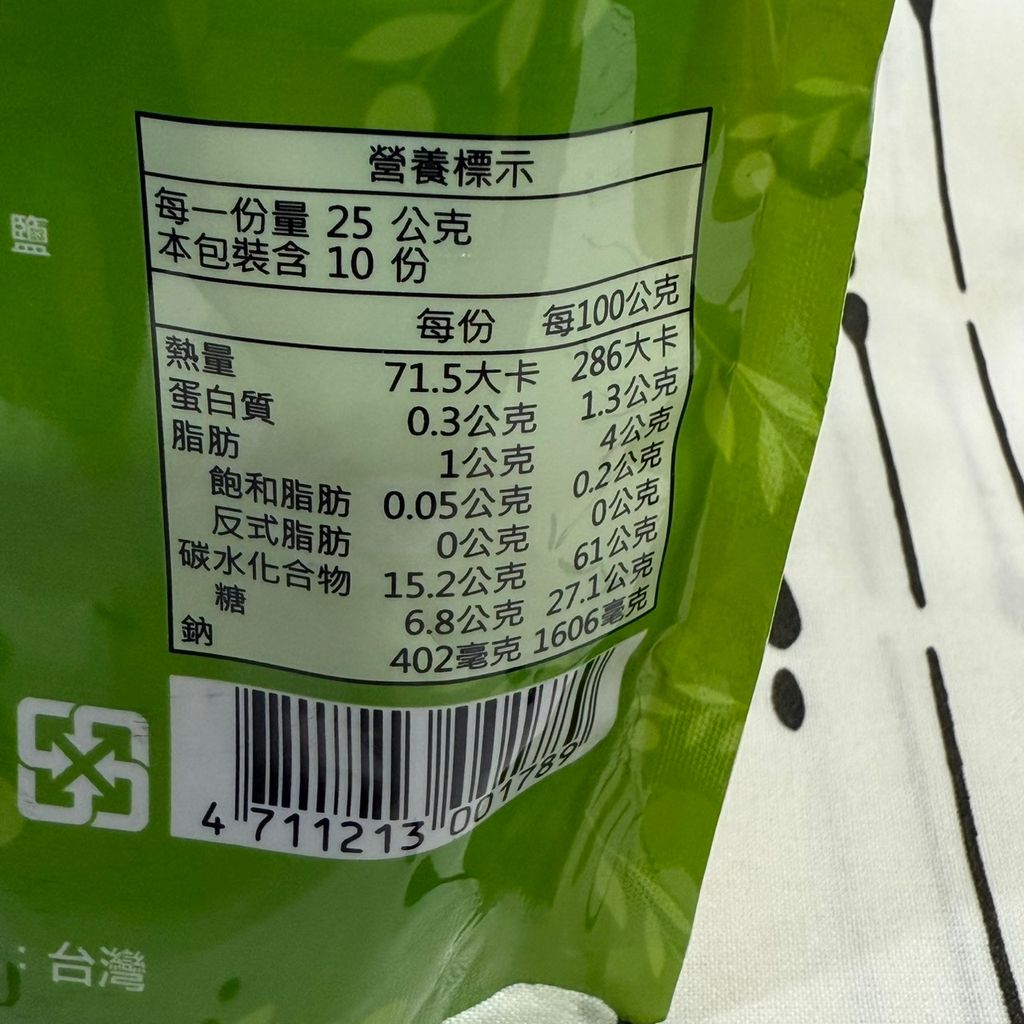 鹽
營養標示
每一份量 25 公克
本包裝含 10 份
每份 每100公克
熱量 71.5大卡 286大卡
蛋白質 0.3公克 1.3公克
脂肪 1公克 4公克
飽和脂肪 0.05公克 0.2公克
反式脂肪 0公克 0公克
碳水化合物 15.2公克 61公克
糖 6.8公克 27.1公克
鈉 402毫克 1606毫克
4 711213 001789
：台灣